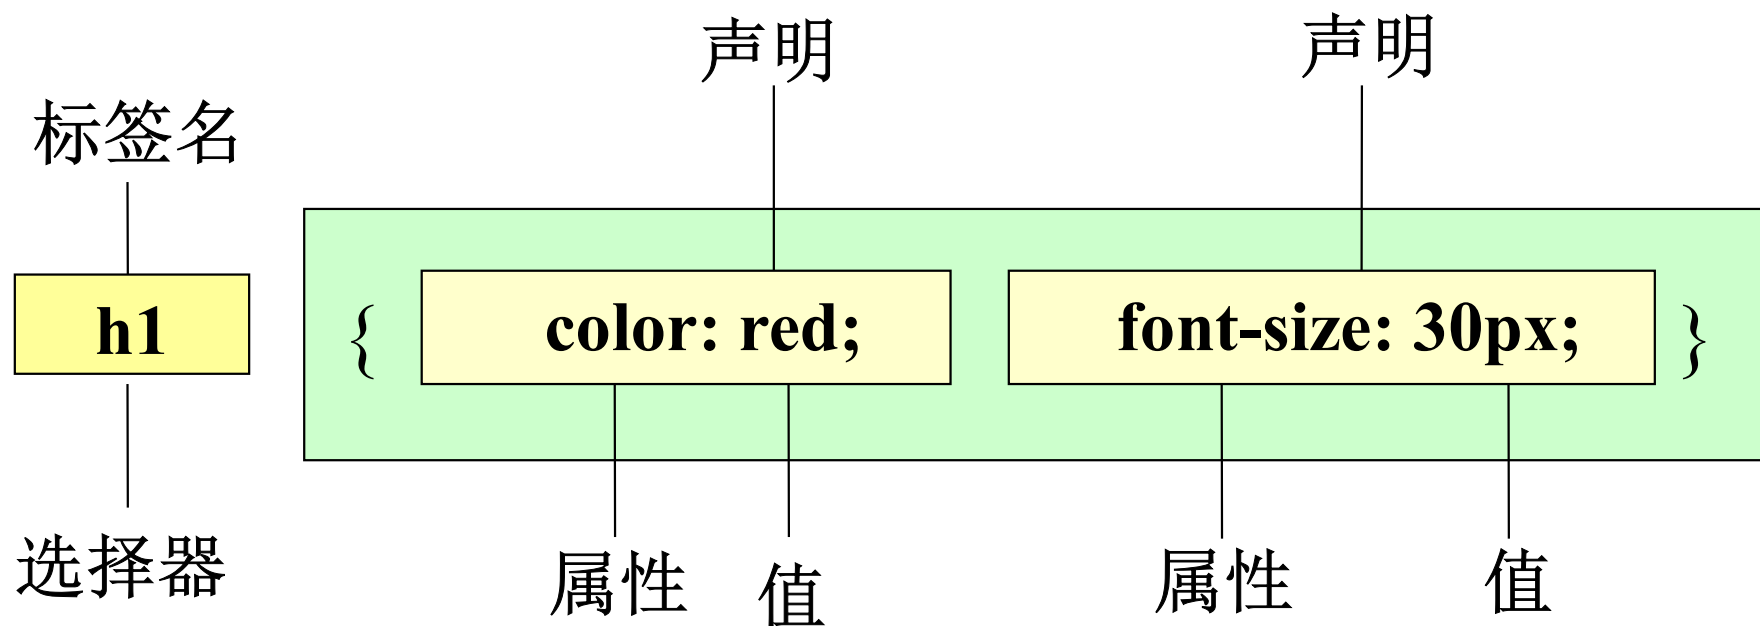 声明 声明
标签名
h1 { color: red; font-size: 30px; }
选择器 属性 值 属性 值